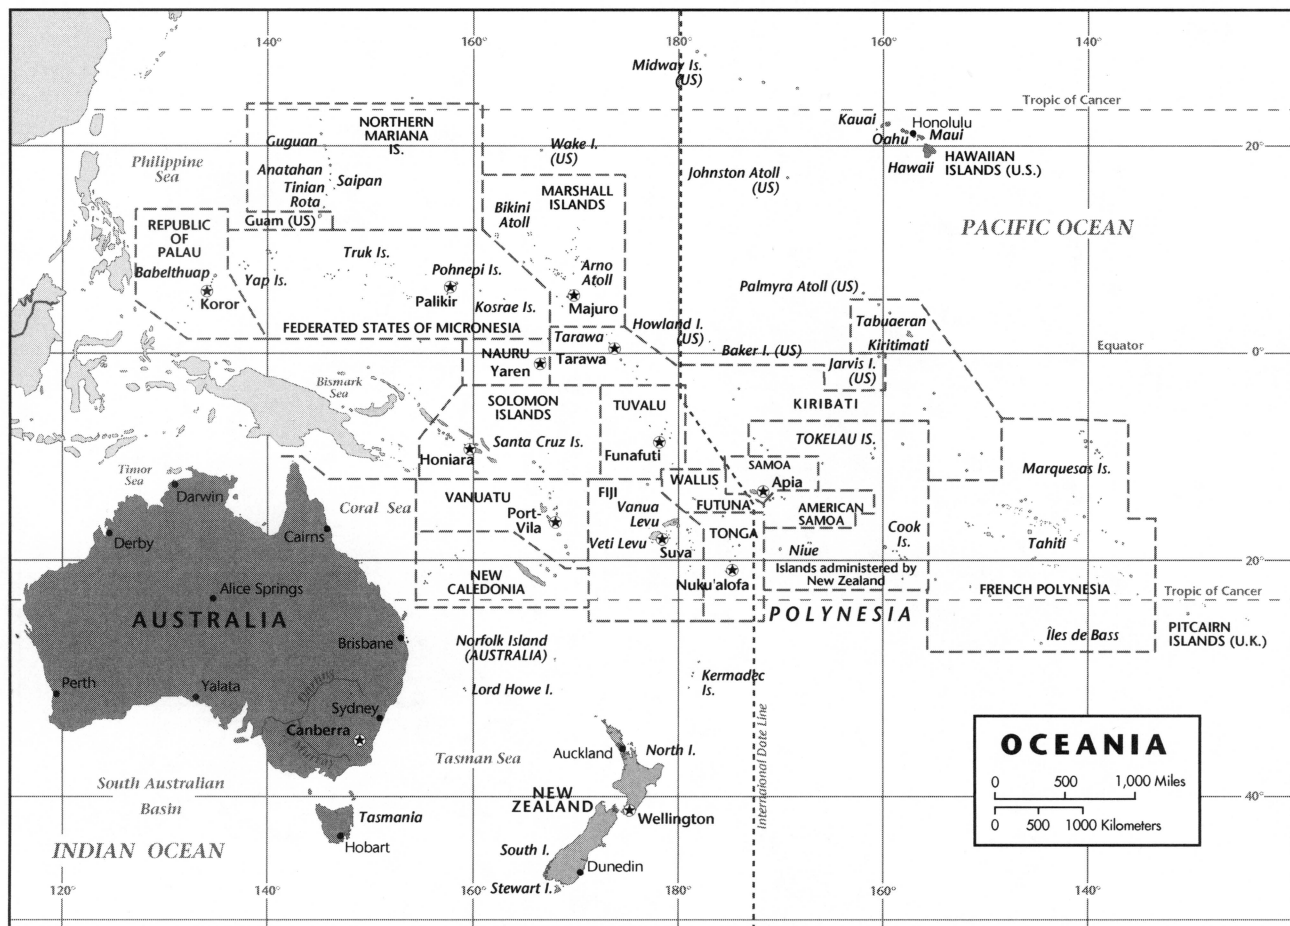 140°
160°
180°
160°
140°
Midway Is.
(US)
Tropic of Cancer
NORTHERN
MARIANA
IS.
Kauai
Honolulu
Oahu
Maui
Guguan
Wake I.
(US)
20°
Philippine
Sea
Anatahan
Saipan
Hawaii
HAWAIIAN
ISLANDS (U.S.)
Johnston Atoll
(US)
Tinian
Rota
MARSHALL
ISLANDS
Guam (US)
Bikini
Atoll
REPUBLIC
OF
PALAU
PACIFIC OCEAN
Truk Is.
Babelthuap
Yap Is.
Pohnepi Is.
Arno
Atoll
Koror
Palikir
Kosrae Is.
Majuro
Palmyra Atoll (US)
FEDERATED STATES OF MICRONESIA
Tarawa
Howland I.
(US)
Tabuaeran
Kiritimati
NAURU
Yaren
Tarawa
Baker I. (US)
Equator
0°
Jarvis I.
(US)
Bismark
Sea
SOLOMON
ISLANDS
TUVALU
KIRIBATI
Santa Cruz Is.
TOKELAU IS.
Honiara
Funafuti
Marquesas Is.
Timor
Sea
SAMOA
Apia
WALLIS
FUTUNA
Darwin
Coral Sea
VANUATU
Port-
Vila
FIJI
Vanua
Levu
AMERICAN
SAMOA
Derby
Cairns
Veti Levu
Suva
TONGA
Niue
Cook
Is.
Tahiti
20°
NEW
CALEDONIA
Nuku'alofa
Islands administered by
New Zealand
FRENCH POLYNESIA
Alice Springs
Tropic of Cancer
AUSTRALIA
POLYNESIA
PITCAIRN
ISLANDS (U.K.)
Brisbane
Norfolk Island
(AUSTRALIA)
Îles de Bass
Perth
Yalata
Darling
Lord Howe I.
Kermadec
Is.
Sydney
Canberra
Murray
Auckland
North I.
OCEANIA
Tasman Sea
0 500 1,000 Miles
0 500 1000 Kilometers
South Australian
Basin
NEW
ZEALAND
Internaional Date Line
40°
Tasmania
Wellington
Hobart
INDIAN OCEAN
South I.
Dunedin
Stewart I.
120°
140°
160°
180°
160°
140°